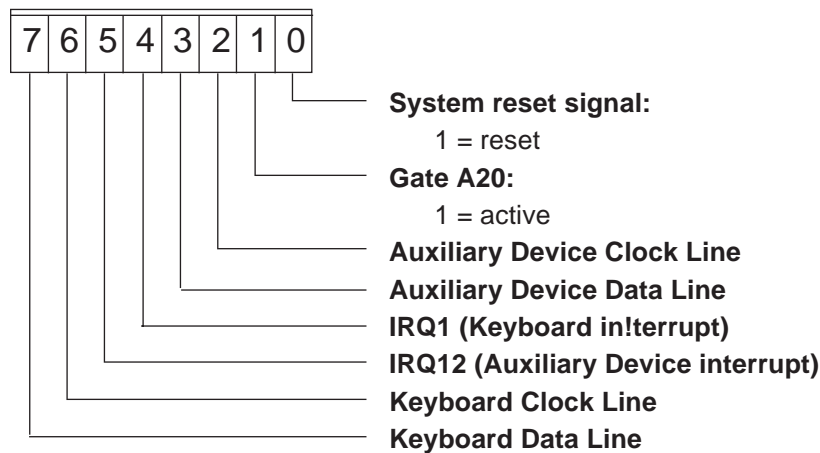 7 6 5 4 3 2 1 0
System reset signal:
1 = reset
Gate A20:
1 = active
Auxiliary Device Clock Line
Auxiliary Device Data Line
IRQ1 (Keyboard in!terrupt)
IRQ12 (Auxiliary Device interrupt)
Keyboard Clock Line
Keyboard Data Line